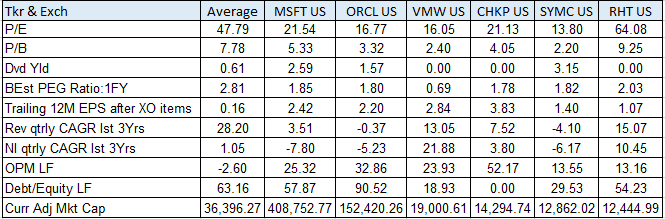 Tkr & Exch Average MSFT US ORCL US VMW US CHKP US SYMC US RHT US
P/E 47.79 21.54 16.77 16.05 21.13 13.80 64.08
P/B 7.78 5.33 3.32 2.40 4.05 2.20 9.25
Dvd Yld 0.61 2.59 1.57 0.00 0.00 3.15 0.00
BEst PEG Ratio:1FY 2.81 1.85 1.80 0.69 1.78 1.82 2.03
Trailing 12M EPS after XO items 0.16 2.42 2.20 2.84 3.83 1.40 1.07
Rev qtrly CAGR lst 3Yrs 28.20 3.51 -0.37 13.05 7.52 -4.10 15.07
NI qtrly CAGR lst 3Yrs 1.05 -7.80 -5.23 21.88 3.80 -6.17 10.45
OPM LF -2.60 25.32 32.86 23.93 52.17 13.55 13.16
Debt/Equity LF 63.16 57.87 90.52 18.93 0.00 29.53 54.23
Curr Adj Mkt Cap 36,396.27 408,752.77 152,420.26 19,000.61 14,294.74 12,862.02 12,444.99